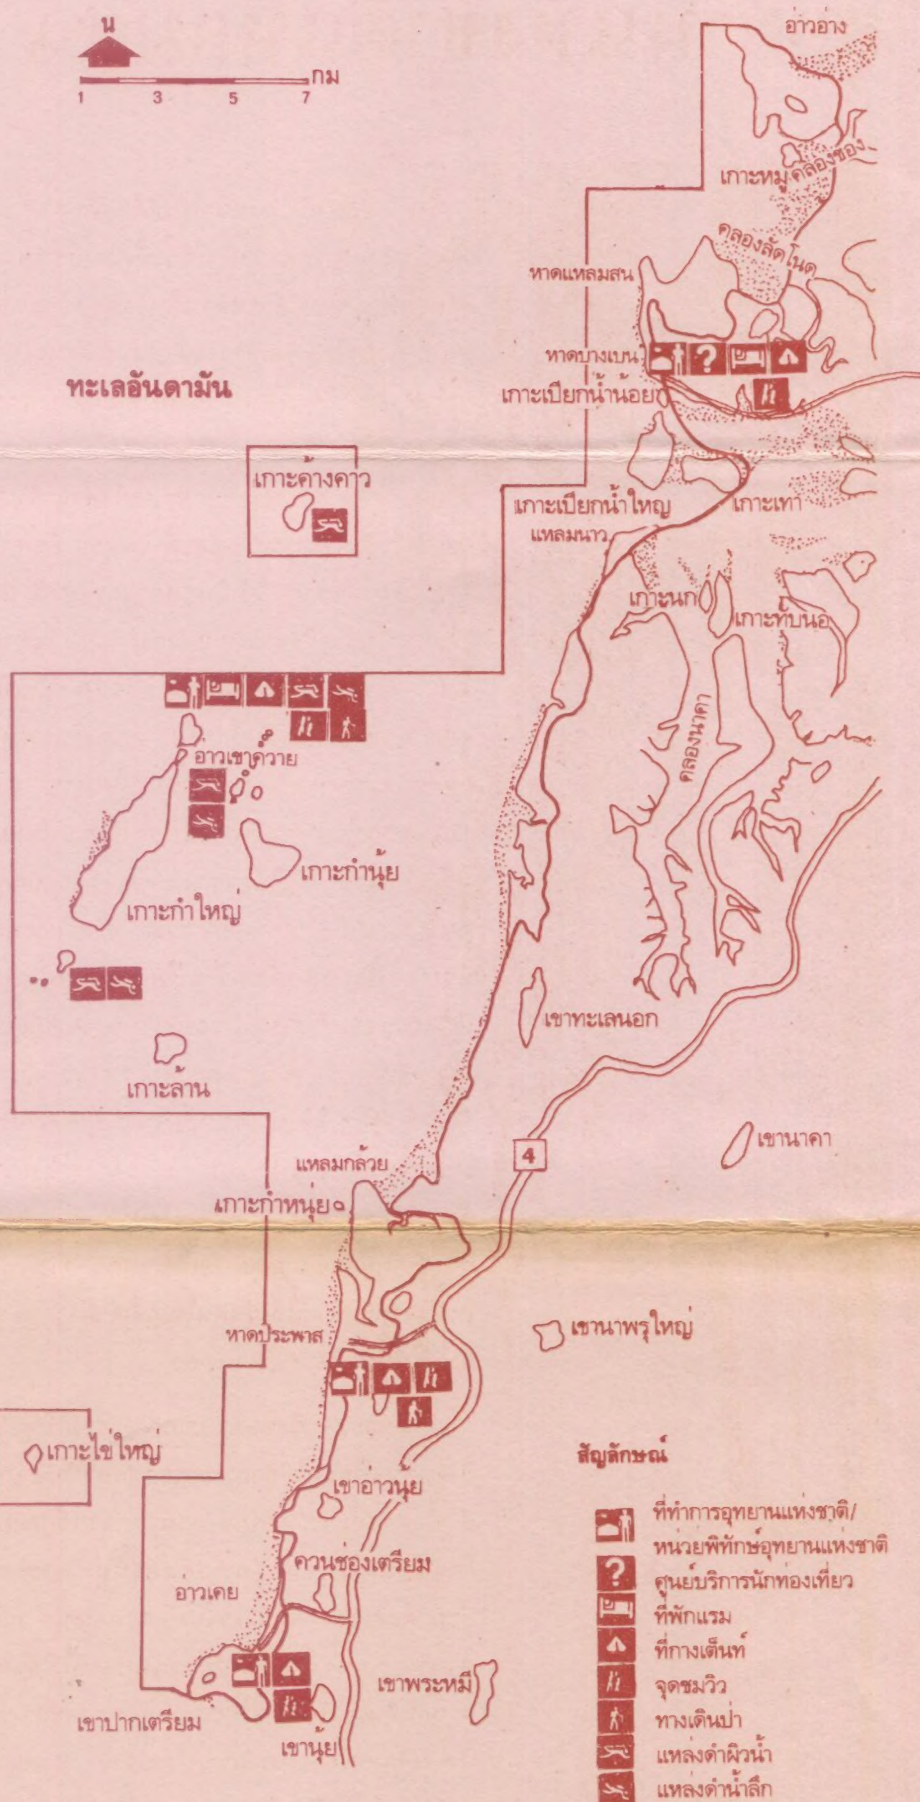 น
กม
1 3 5 7
อ่าวอ่าง
เกาะหมู
คลองของ
คลองลัดโนด
หาดแหลมสน
หาดบางเบน
?
ทะเลอันดามัน
เกาะเปียกน้ำน้อย
เกาะค้างคาว
เกาะเปียกน้ำใหญ่
เกาะเทา
แหลมนาว
เกาะนก
เกาะทับนอ
คลองนาคา
อ่าวเขาควาย
เกาะกำนุ้ย
เกาะกำใหญ่
เขาทะเลนอก
เกาะล้าน
เขานาคา
4
แหลมกล้วย
เกาะกำหนุ่ย
เขานาพรุใหญ่
หาดประพาส
เกาะไข่ใหญ่
เขาอ่าวนุ้ย
ควนช่องเตรียม
อ่าวเคย
เขาพระหมี
เขาปากเตรียม
เขานุ้ย
สัญลักษณ์
ที่ทำการอุทยานแห่งชาติ/
หน่วยพิทักษ์อุทยานแห่งชาติ
? ศูนย์บริการนักท่องเที่ยว
ที่พักแรม
ที่กางเต็นท์
จุดชมวิว
ทางเดินป่า
แหล่งดำผิวน้ำ
แหล่งดำน้ำลึก